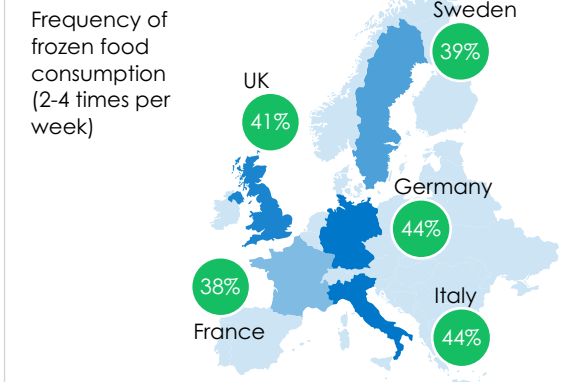 Frequency of
frozen food
consumption
(2-4 times per
week)
Sweden
39%
UK
41%
Germany
44%
38%
France
Italy
44%